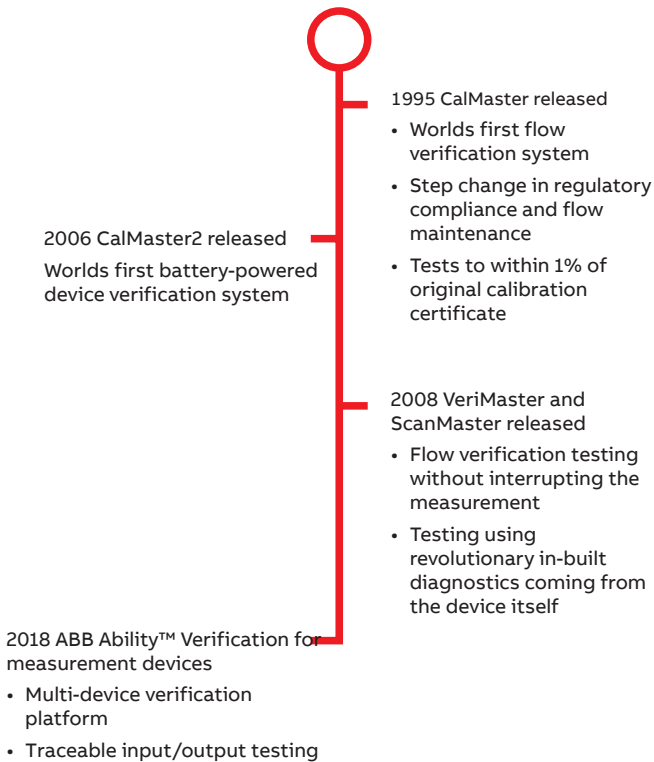 1995 CalMaster released
• Worlds first flow
verification system
• Step change in regulatory
compliance and flow
maintenance
• Tests to within 1% of
original calibration
certificate
2006 CalMaster2 released
Worlds first battery-powered
device verification system
2008 VeriMaster and
ScanMaster released
• Flow verification testing
without interrupting the
measurement
• Testing using
revolutionary in-built
diagnostics coming from
the device itself
2018 ABB Ability™ Verification for
measurement devices
• Multi-device verification
platform
• Traceable input/output testing